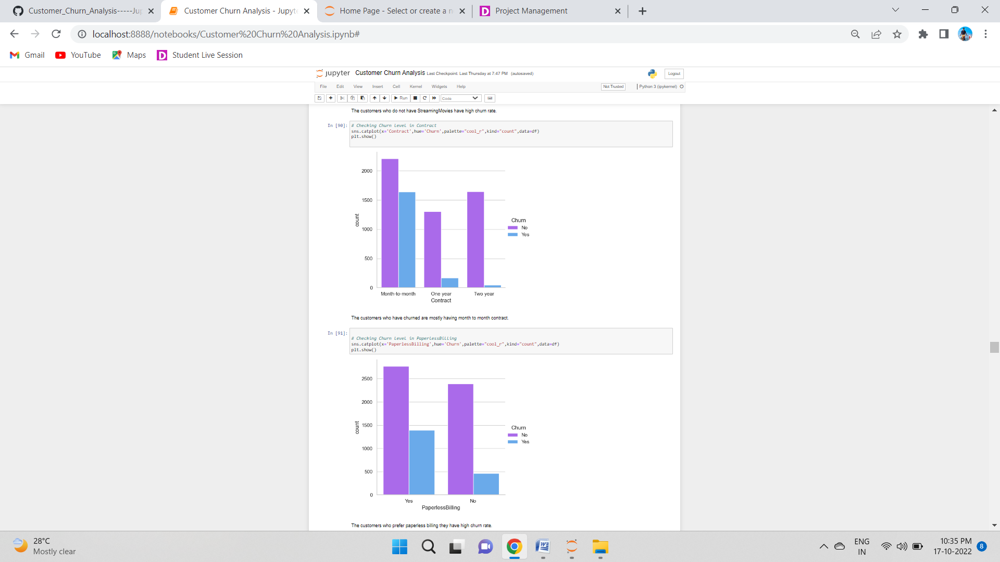 Customer_Churn_Analysis-----Jup
Customer Churn Analysis - Jupyte
Home Page - Select or create a n
Project Management
localhost:8888/notebooks/Customer%20Churn%20Analysis.ipynb#
Gmail YouTube Maps Student Live Session
jupyter Customer Churn Analysis Last Checkpoint: Last Thursday at 7:47 PM (autosaved) Logout
File Edit View Insert Cell Kernel Widgets Help Not Trusted Python 3 (ipykernel)
Run Code
The customers who do not have StreamingMovies have high churn rate.
In [90]: # Checking Churn Level in Contract
sns.catplot(x='Contract',hue='Churn',palette="cool_r",kind="count",data=df)
plt.show()
2000
1500
1000
500
0
count
Month-to-month One year Two year
Contract
Churn
No
Yes
The customers who have churned are mostly having month to month contract.
In [91]:
# Checking Churn Level in PaperlessBilling
sns.catplot(x='PaperlessBilling',hue='Churn',palette="cool_r",kind="count",data=df)
plt.show()
2500
2000
1500
1000
500
0
count
Yes No
PaperlessBilling
Churn
No
Yes
The customers who prefer paperless billing they have high churn rate.
28°C
Mostly clear
ENG
IN
10:35 PM
17-10-2022
8